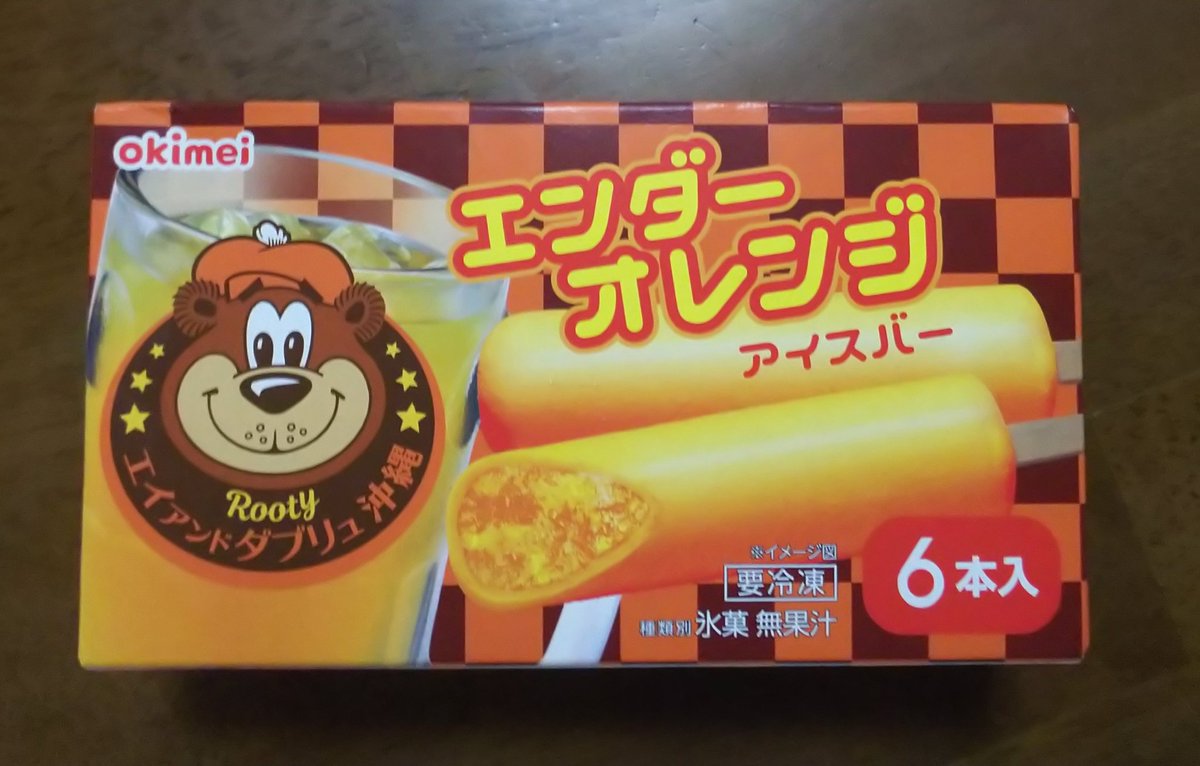 okimei
エンダー
オレンジ
アイスバー
Rooty
エイアンドダブリュ沖縄
※イメージ図
要冷凍
種類別 氷菓 無果汁
6本入